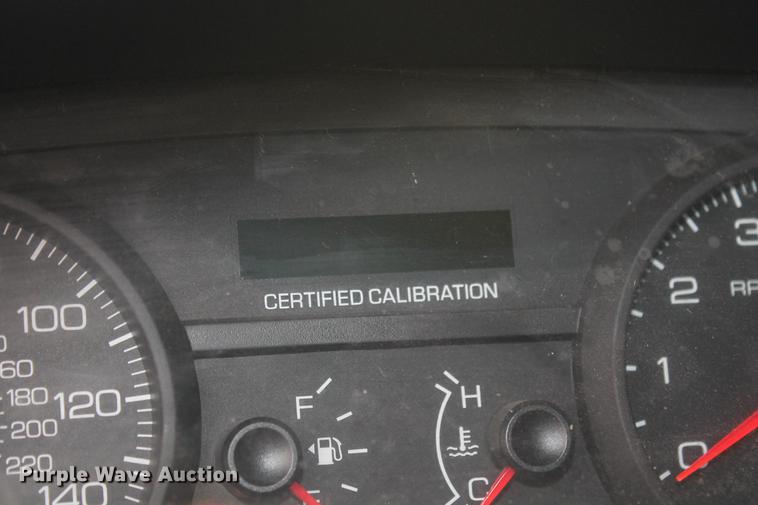 CERTIFIED CALIBRATION
3
2
RP
1
0
100
120
140
60
180
200
220
F
H
C
Purple Wave Auction